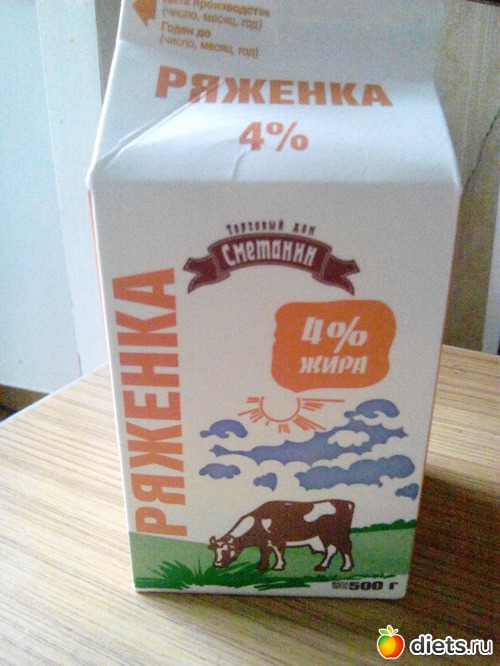 Дата производства
(число, месяц, год)
Годен до
(число, месяц, год)
РЯЖЕНКА
4%
Торговый дом
Сметанин
РЯЖЕНКА
4%
ЖИРА
500 г
diets.ru